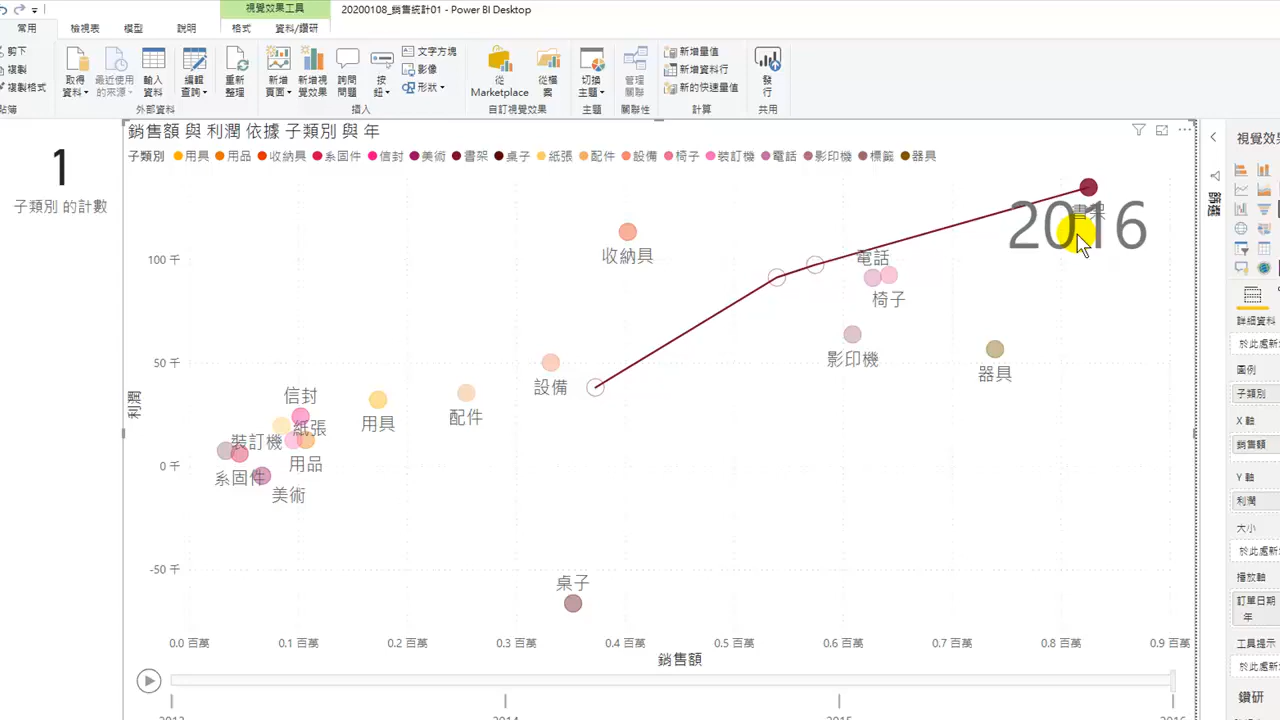 視覺效果工具
20200108_銷售統計01 - Power BI Desktop
常用 檢視表 模型 說明 格式 資料/鑽研
剪下
複製
複製格式
取得
資料
最近使用
的來源
輸入
資料
編輯
查詢
重新
整理
新增
頁面
新增視
覺效果
詢問
問題
按
鈕
文字方塊
影像
形狀
從
Marketplace
從檔
案
切換
主題
管理
關聯
新增量值
新增資料行
新的快速量值
發
行
外部資料
插入
自訂視覺效果
主題
關聯性
計算
共用
1
子類別 的計數
銷售額 與 利潤 依據 子類別 與 年
子類別 用具 用品 收納具 系固件 信封 美術 書架 桌子 紙張 配件 設備 椅子 裝訂機 電話 影印機 標籤 器具
2016
書架
收納具
電話
椅子
影印機
器具
設備
配件
用具
信封
紙張
裝訂機
用品
系固件
美術
桌子
100 千
50 千
0 千
-50 千
利潤
0.0 百萬 0.1 百萬 0.2 百萬 0.3 百萬 0.4 百萬 0.5 百萬 0.6 百萬 0.7 百萬 0.8 百萬 0.9 百萬
銷售額
2014 2015
篩選
視覺效
詳細資料
於此處新
圖例
子類別
X 軸
銷售額
Y 軸
利潤
大小
於此處新
播放軸
訂單日期
年
工具提示
於此處新
鑽研